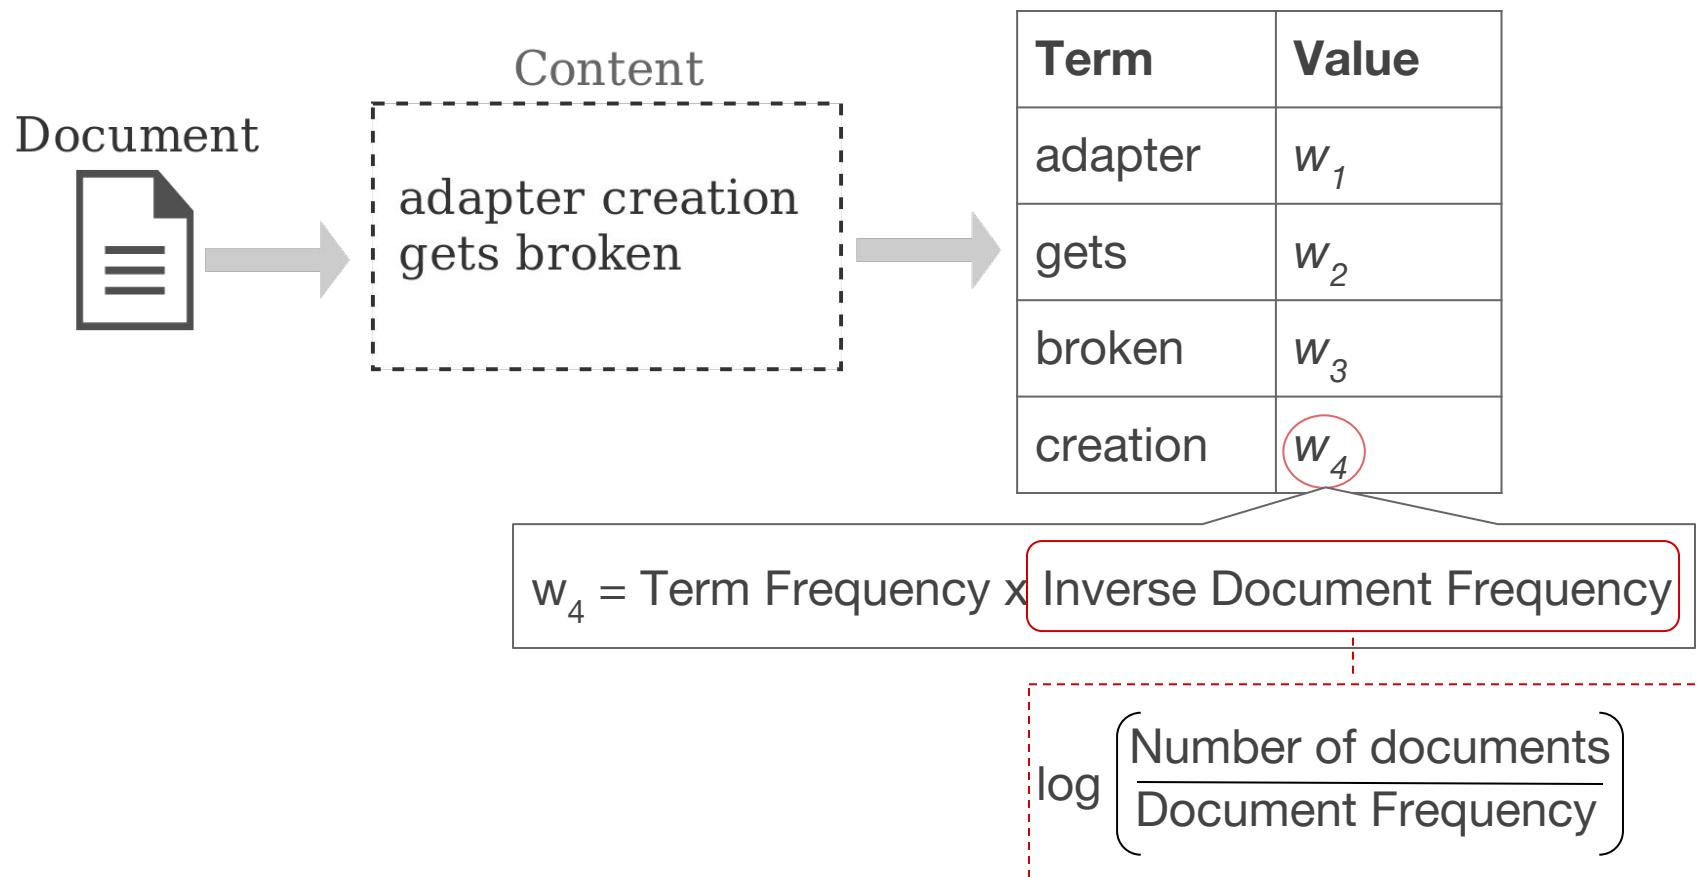 Document
Content
adapter creation
gets broken
Term Value
adapter w1
gets w2
broken w3
creation w4
w4 = Term Frequency x Inverse Document Frequency
log
Number of documents
Document Frequency